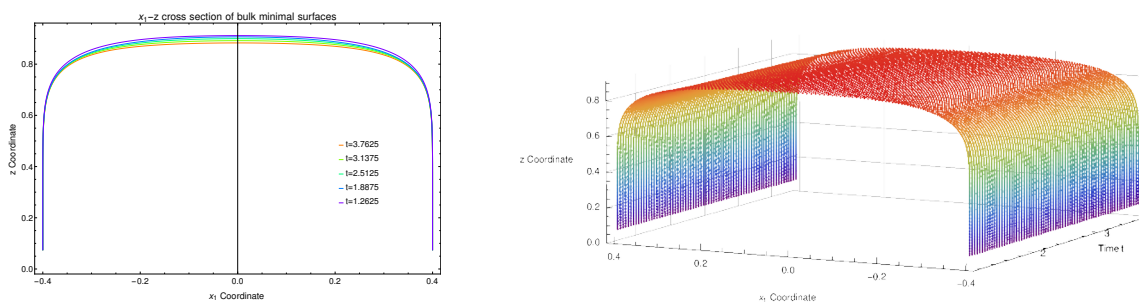 x₁−z cross section of bulk minimal surfaces
z Coordinate
0.8
0.6
0.4
0.2
0.0
t=3.7625
t=3.1375
t=2.5125
t=1.8875
t=1.2625
−0.4
−0.2
0.0
0.2
0.4
x₁ Coordinate
0.8
0.6
z Coordinate
0.4
0.2
0.0
0.4
0.2
0.0
-0.2
-0.4
x₁ Coordinate
2
3
Time t